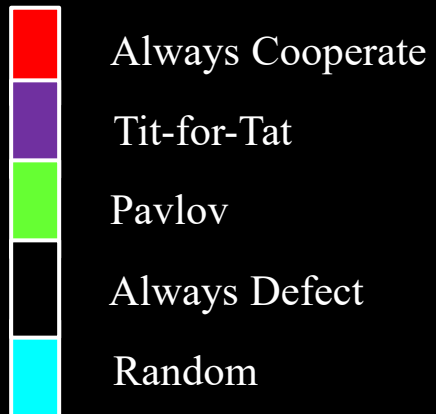 Always Cooperate
Tit-for-Tat
Pavlov
Always Defect
Random